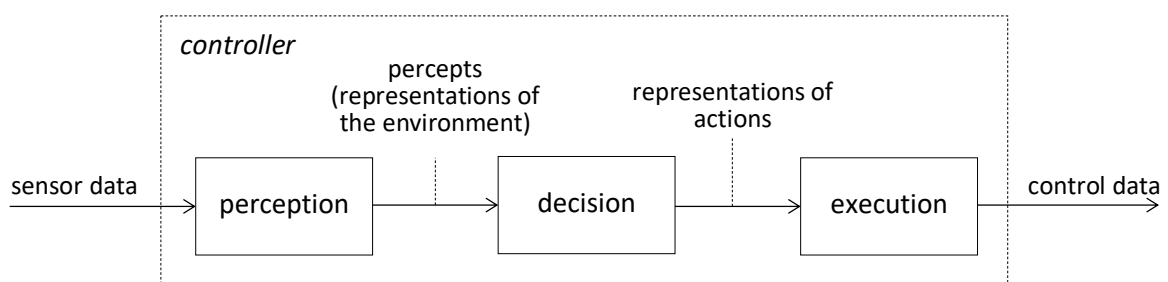 controller
percepts
(representations of
the environment)
representations of
actions
sensor data
perception
decision
execution
control data